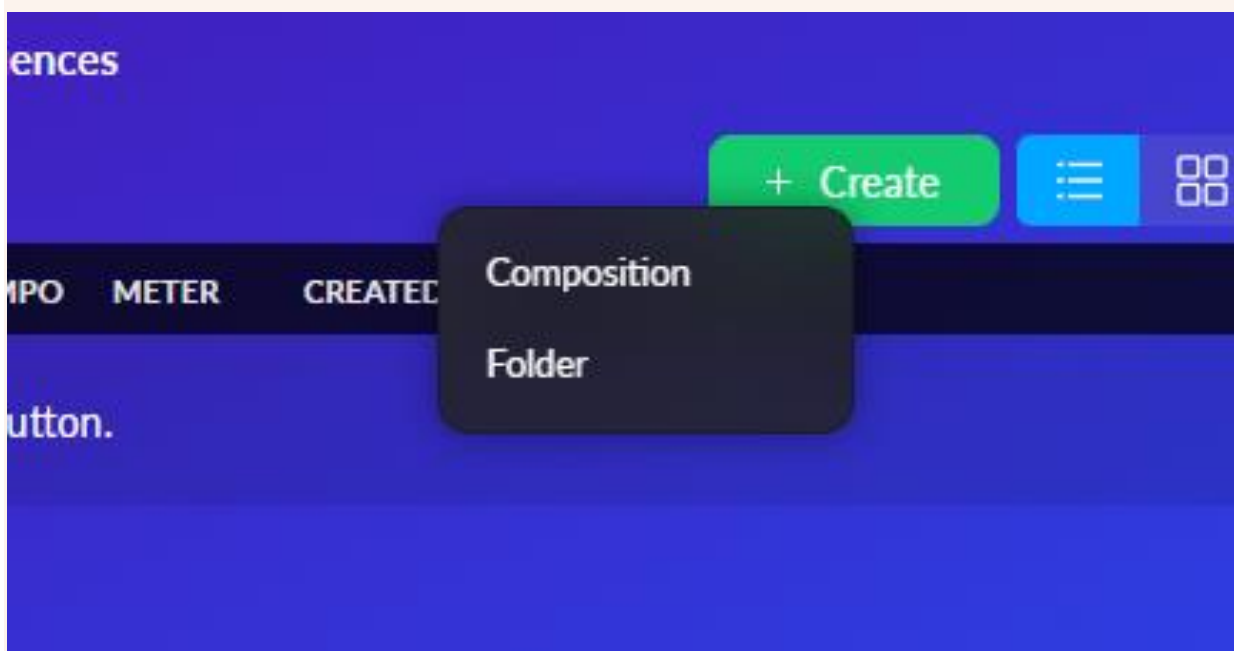 ences
+ Create
MPO METER CREATED
Composition
Folder
utton.